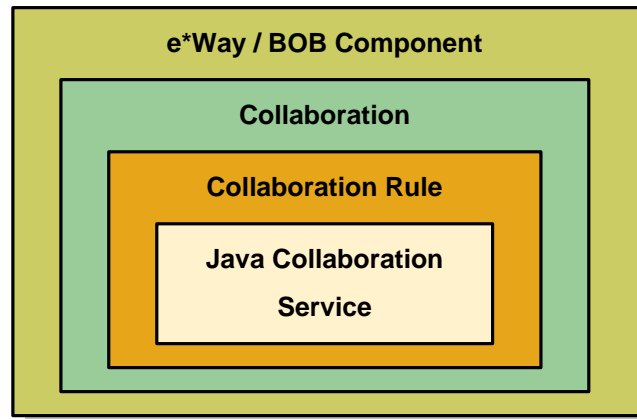 e*Way / BOB Component
Collaboration
Collaboration Rule
Java Collaboration
Service